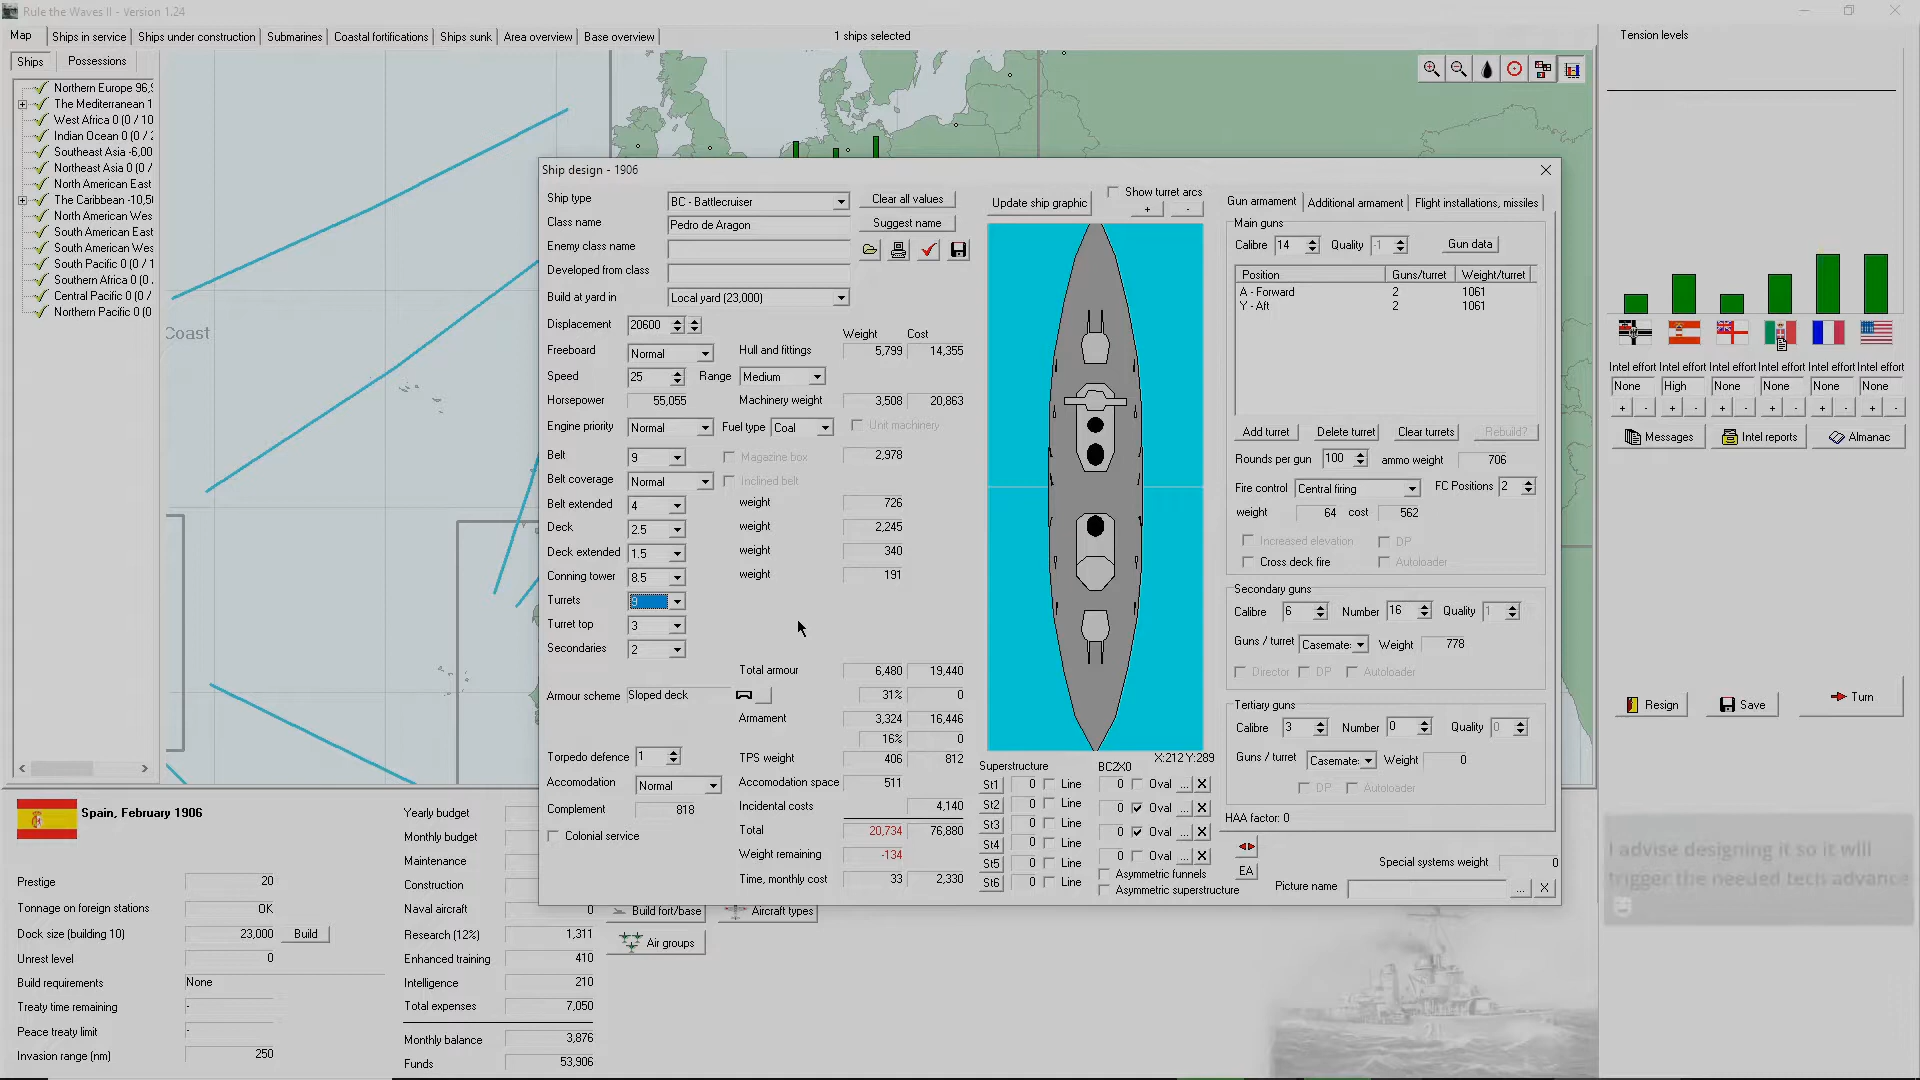 Rule the Waves II - Version 1.24
Map
Ships in service
Ships under construction
Submarines
Coastal fortifications
Ships sunk
Area overview
Base overview
1 ships selected
Tension levels
Ships
Possessions
Northern Europe 96,9
The Mediterranean 1
West Africa 0 (0 / 10
Indian Ocean 0 (0 / 2
Southeast Asia -6,00
Northeast Asia 0 (0 /
North American East
The Caribbean -10,50
North American Wes
South American East
South American Wes
South Pacific 0 (0 / 1
Southern Africa 0 (0
Central Pacific 0 (0 /
Northern Pacific 0 (0
Coast
Ship design - 1906
Ship type
BC - Battlecruiser
Clear all values
Class name
Pedro de Aragon
Suggest name
Enemy class name
Developed from class
Build at yard in
Local yard (23,000)
Displacement
20600
Weight Cost
Freeboard
Normal
Hull and fittings
5,799 14,355
Speed
25
Range
Medium
Horsepower
55,055
Machinery weight
3,508 20,863
Engine priority
Normal
Fuel type
Coal
Unit machinery
Belt
9
Magazine box
2,978
Belt coverage
Normal
Inclined belt
Belt extended
4
weight
726
Deck
2.5
weight
2,245
Deck extended
1.5
weight
340
Conning tower
8.5
weight
191
Turrets
9
Turret top
3
Secondaries
2
Total armour
6,480 19,440
Armour scheme
Sloped deck
31% 0
Armament
3,324 16,446
16% 0
Torpedo defence
1
TPS weight
406 812
Accomodation
Normal
Accomodation space
511
Complement
818
Incidental costs
4,140
Colonial service
Total
20,734 76,880
Weight remaining
-134
Time, monthly cost
33 2,330
Update ship graphic
Show turret arcs
+ -
X:212 Y:289
Superstructure
BC2X0
St1 0 Line 0 Oval ... X
St2 0 Line 0 Oval ... X
St3 0 Line 0 Oval ... X
St4 0 Line 0 Oval ... X
St5 0 Line
St6 0 Line
Asymmetric funnels
Asymmetric superstructure
Gun armament
Additional armament
Flight installations, missiles
Main guns
Calibre 14 Quality -1 Gun data
Position Guns/turret Weight/turret
A - Forward 2 1061
Y - Aft 2 1061
Add turret
Delete turret
Clear turrets
Rebuild?
Rounds per gun 100 ammo weight 706
Fire control Central firing FC Positions 2
weight 64 cost 562
Increased elevation DP
Cross deck fire Autoloader
Secondary guns
Calibre 6 Number 16 Quality 1
Guns / turret Casemate: Weight 778
Director DP Autoloader
Tertiary guns
Calibre 3 Number 0 Quality 0
Guns / turret Casemate: Weight 0
DP Autoloader
HAA factor: 0
EA
Special systems weight 0
Picture name ... X
Intel effort Intel effort Intel effort Intel effort Intel effort Intel effort
None High None None None None
+ - + - + - + - + - + -
Messages
Intel reports
Almanac
Resign
Save
Turn
I advise designing it so it will
trigger the needed tech advance
Spain, February 1906
Prestige 20
Tonnage on foreign stations OK
Dock size (building 10) 23,000 Build
Unrest level 0
Build requirements None
Treaty time remaining -
Peace treaty limit -
Invasion range (nm) 250
Yearly budget
Monthly budget
Maintenance
Construction
Naval aircraft 0
Research (12%) 1,311
Enhanced training 410
Intelligence 210
Total expenses 7,050
Monthly balance 3,876
Funds 53,906
Build fort/base
Aircraft types
Air groups